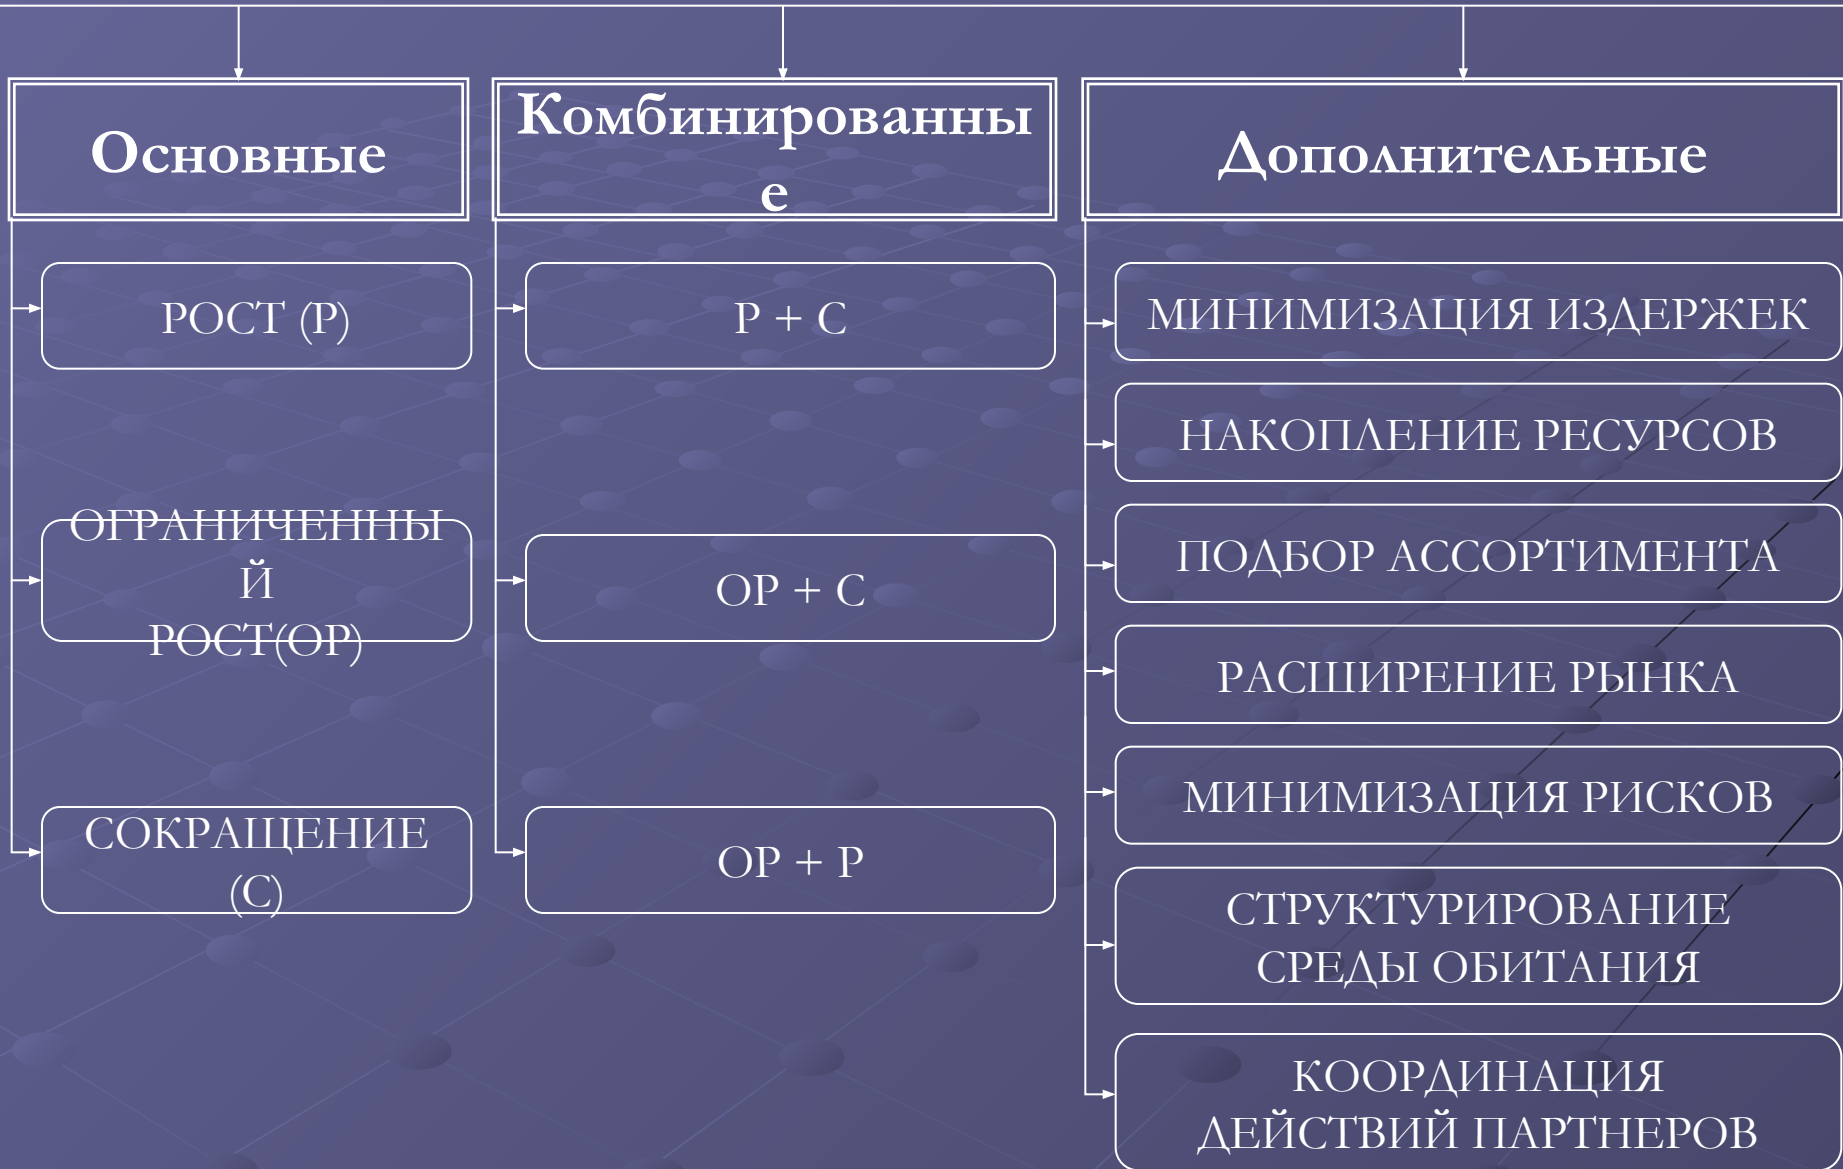 Основные
Комбинированны
е
Дополнительные
РОСТ (Р)
ОГРАНИЧЕННЫ
Й
РОСТ(ОР)
СОКРАЩЕНИЕ
(С)
Р + С
ОР + С
ОР + Р
МИНИМИЗАЦИЯ ИЗДЕРЖЕК
НАКОПЛЕНИЕ РЕСУРСОВ
ПОДБОР АССОРТИМЕНТА
РАСШИРЕНИЕ РЫНКА
МИНИМИЗАЦИЯ РИСКОВ
СТРУКТУРИРОВАНИЕ
СРЕДЫ ОБИТАНИЯ
КООРДИНАЦИЯ
ДЕЙСТВИЙ ПАРТНЕРОВ